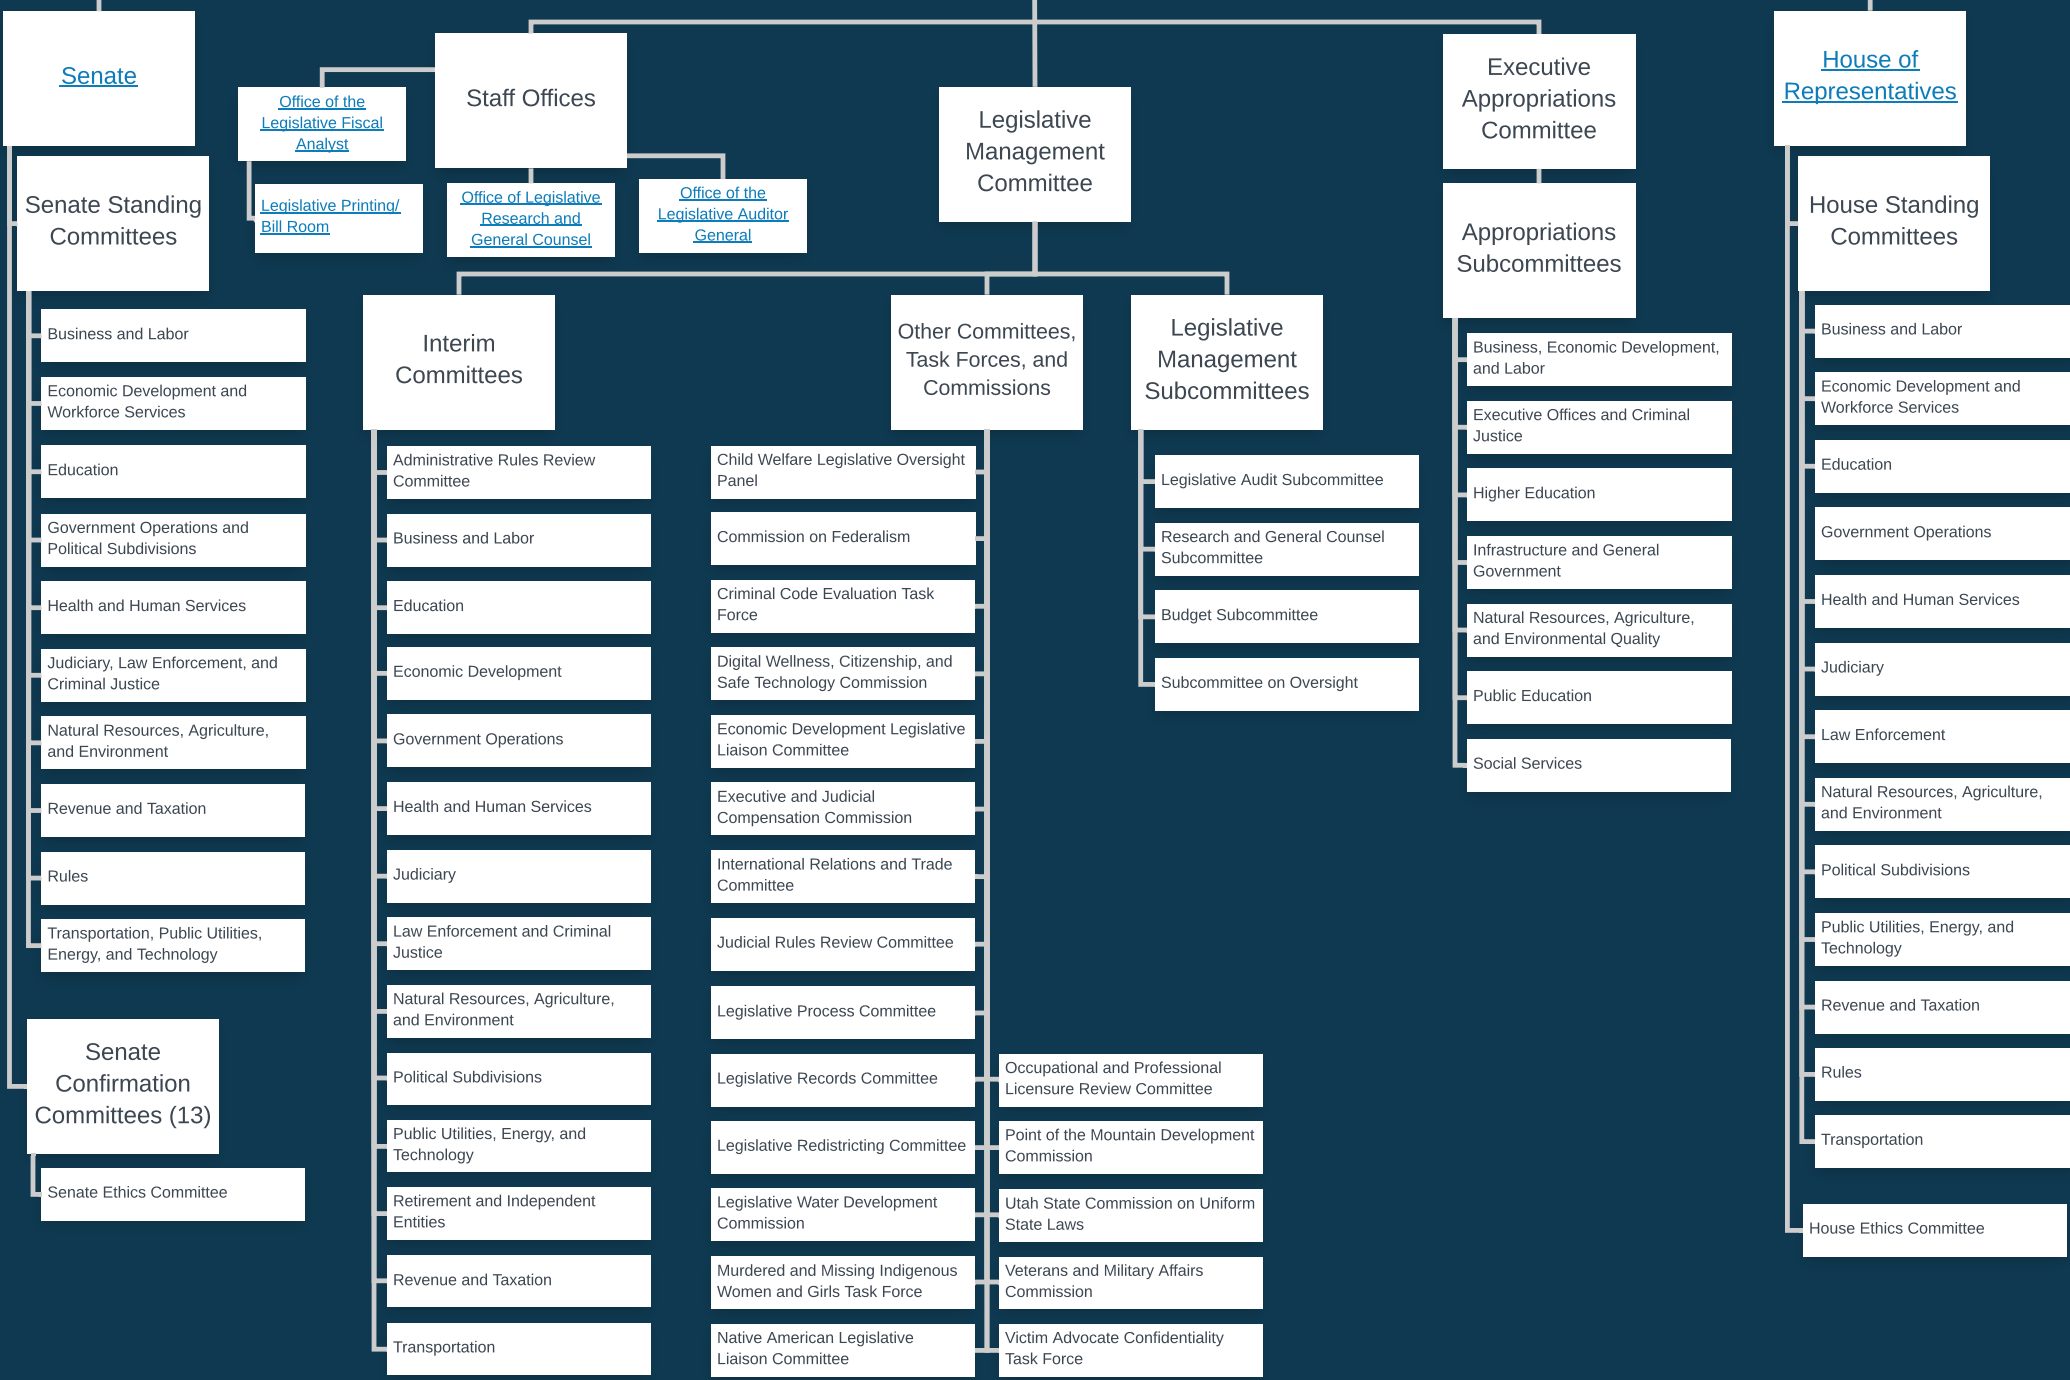 Senate
Senate Standing
Committees
Business and Labor
Economic Development and
Workforce Services
Education
Government Operations and
Political Subdivisions
Health and Human Services
Judiciary, Law Enforcement, and
Criminal Justice
Natural Resources, Agriculture,
and Environment
Revenue and Taxation
Rules
Transportation, Public Utilities,
Energy, and Technology
Senate
Confirmation
Committees (13)
Senate Ethics Committee
Staff Offices
Office of the
Legislative Fiscal
Analyst
Legislative Printing/
Bill Room
Office of Legislative
Research and
General Counsel
Office of the
Legislative Auditor
General
Legislative
Management
Committee
Interim
Committees
Administrative Rules Review
Committee
Business and Labor
Education
Economic Development
Government Operations
Health and Human Services
Judiciary
Law Enforcement and Criminal
Justice
Natural Resources, Agriculture,
and Environment
Political Subdivisions
Public Utilities, Energy, and
Technology
Retirement and Independent
Entities
Revenue and Taxation
Transportation
Other Committees,
Task Forces, and
Commissions
Child Welfare Legislative Oversight
Panel
Commission on Federalism
Criminal Code Evaluation Task
Force
Digital Wellness, Citizenship, and
Safe Technology Commission
Economic Development Legislative
Liaison Committee
Executive and Judicial
Compensation Commission
International Relations and Trade
Committee
Judicial Rules Review Committee
Legislative Process Committee
Legislative Records Committee
Legislative Redistricting Committee
Legislative Water Development
Commission
Murdered and Missing Indigenous
Women and Girls Task Force
Native American Legislative
Liaison Committee
Occupational and Professional
Licensure Review Committee
Point of the Mountain Development
Commission
Utah State Commission on Uniform
State Laws
Veterans and Military Affairs
Commission
Victim Advocate Confidentiality
Task Force
Legislative
Management
Subcommittees
Legislative Audit Subcommittee
Research and General Counsel
Subcommittee
Budget Subcommittee
Subcommittee on Oversight
Executive
Appropriations
Committee
Appropriations
Subcommittees
Business, Economic Development,
and Labor
Executive Offices and Criminal
Justice
Higher Education
Infrastructure and General
Government
Natural Resources, Agriculture,
and Environmental Quality
Public Education
Social Services
House of
Representatives
House Standing
Committees
Business and Labor
Economic Development and
Workforce Services
Education
Government Operations
Health and Human Services
Judiciary
Law Enforcement
Natural Resources, Agriculture,
and Environment
Political Subdivisions
Public Utilities, Energy, and
Technology
Revenue and Taxation
Rules
Transportation
House Ethics Committee